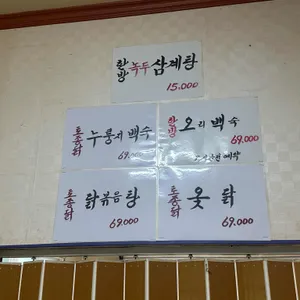 한방 녹두 삼계탕
15.000
토종닭 누룽지 백숙
69.000
한방 오리 백숙
69.000
예약
토종닭 닭볶음탕
69.000
토종닭 옻 닭
69.000